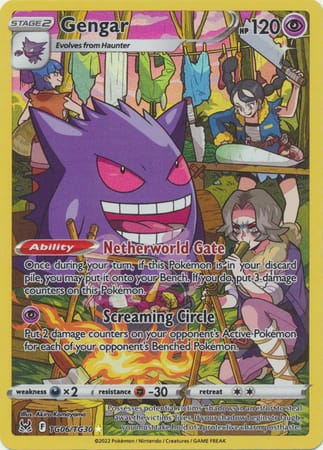 STAGE 2
Gengar
HP 120
Evolves from Haunter
Ability Netherworld Gate
Once during your turn, if this Pokémon is in your discard
pile, you may put it onto your Bench. If you do, put 3 damage
counters on this Pokémon.
Screaming Circle
Put 2 damage counters on your opponent's Active Pokémon
for each of your opponent's Benched Pokémon.
weakness ×2 resistance -30 retreat
Illus. Akira Komayama
F TG06/TG30
©2022 Pokémon / Nintendo / Creatures / GAME FREAK